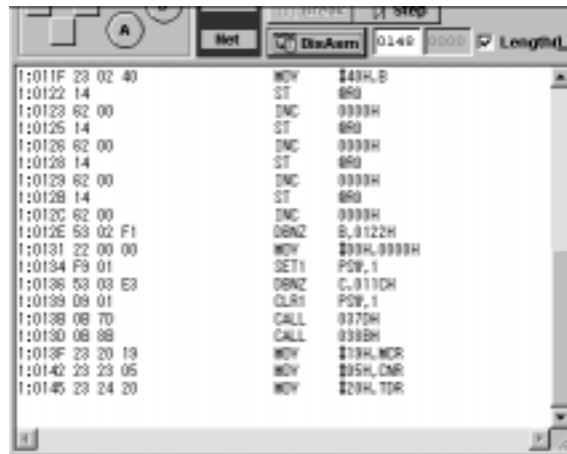 Step
A
Net DisAsm 0148 0000 Length(L
1:011F 23 02 40 MOV #40H,B
1:0122 14 ST @R0
1:0123 62 00 INC 0000H
1:0125 14 ST @R0
1:0126 62 00 INC 0000H
1:0128 14 ST @R0
1:0129 62 00 INC 0000H
1:012B 14 ST @R0
1:012C 62 00 INC 0000H
1:012E 53 02 F1 DBNZ B,0122H
1:0131 22 00 00 MOV #00H,0000H
1:0134 F9 01 SET1 PSW,1
1:0136 53 03 E3 DBNZ C,011CH
1:0139 D9 01 CLR1 PSW,1
1:013B 0B 7D CALL 037DH
1:013D 0B 8B CALL 038BH
1:013F 23 20 19 MOV #19H,MCR
1:0142 23 23 05 MOV #05H,CNR
1:0145 23 24 20 MOV #20H,TDR